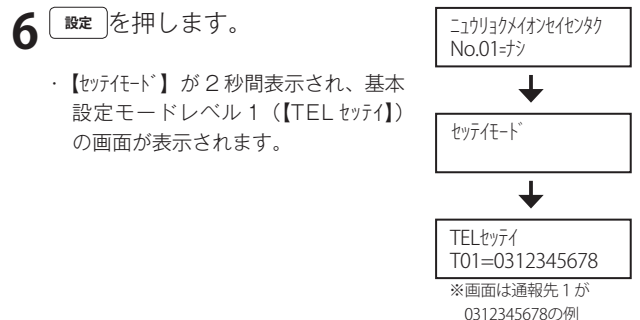 6 設定 を押します。
・【ｾｯﾃｲﾓｰﾄﾞ】が２秒間表示され、基本
設定モードレベル１（【TEL ｾｯﾃｲ】）
の画面が表示されます。
ﾆｭｳﾘｮｸﾒｲｵﾝｾｲｾﾝﾀｸ
No.01=ﾅｼ
ｾｯﾃｲﾓｰﾄﾞ
TELｾｯﾃｲ
T01=0312345678
※画面は通報先１が
0312345678の例